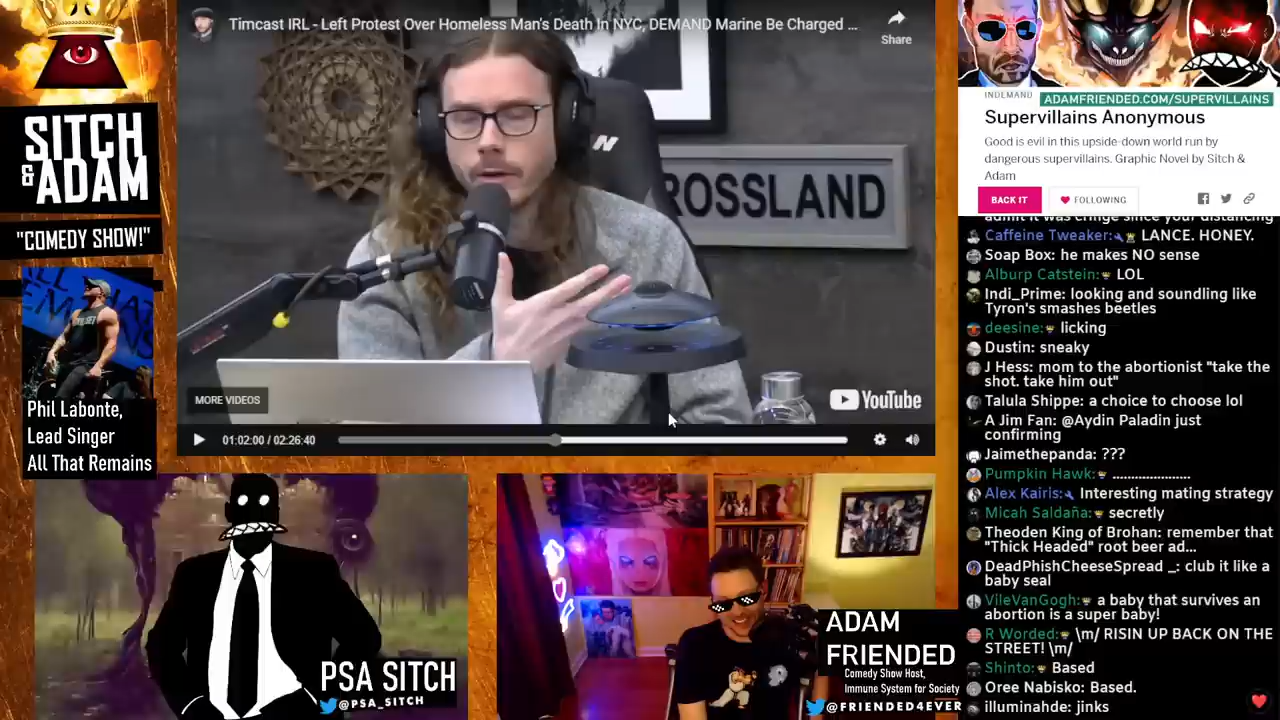 Timcast IRL - Left Protest Over Homeless Man's Death In NYC, DEMAND Marine Be Charged ...
Share
ROSSLAND
MORE VIDEOS
YouTube
01:02:00 / 02:26:40
SITCH
& ADAM
"COMEDY SHOW!"
Phil Labonte,
Lead Singer
All That Remains
PSA SITCH
@PSA_SITCH
ADAM
FRIENDED
Comedy Show Host,
Immune System for Society
@FRIENDED4EVER
INDEMAND
ADAMFRIENDED.COM/SUPERVILLAINS
Supervillains Anonymous
Good is evil in this upside-down world run by
dangerous supervillains. Graphic Novel by Sitch &
Adam
BACK IT
FOLLOWING
admit it was cringe since your distancing
Caffeine Tweaker: LANCE. HONEY.
Soap Box: he makes NO sense
Alburp Catstein: LOL
Indi_Prime: looking and soundling like
Tyron's smashes beetles
deesine: licking
Dustin: sneaky
J Hess: mom to the abortionist "take the
shot. take him out"
Talula Shippe: a choice to choose lol
A Jim Fan: @Aydin Paladin just
confirming
Jaimethepanda: ???
Pumpkin Hawk: .....................
Alex Kairis: Interesting mating strategy
Micah Saldaña: secretly
Theoden King of Brohan: remember that
"Thick Headed" root beer ad...
DeadPhishCheeseSpread _: club it like a
baby seal
VileVanGogh: a baby that survives an
abortion is a super baby!
R Worded: \m/ RISIN UP BACK ON THE
STREET! \m/
Shinto: Based
Oree Nabisko: Based.
illuminahde: jinks